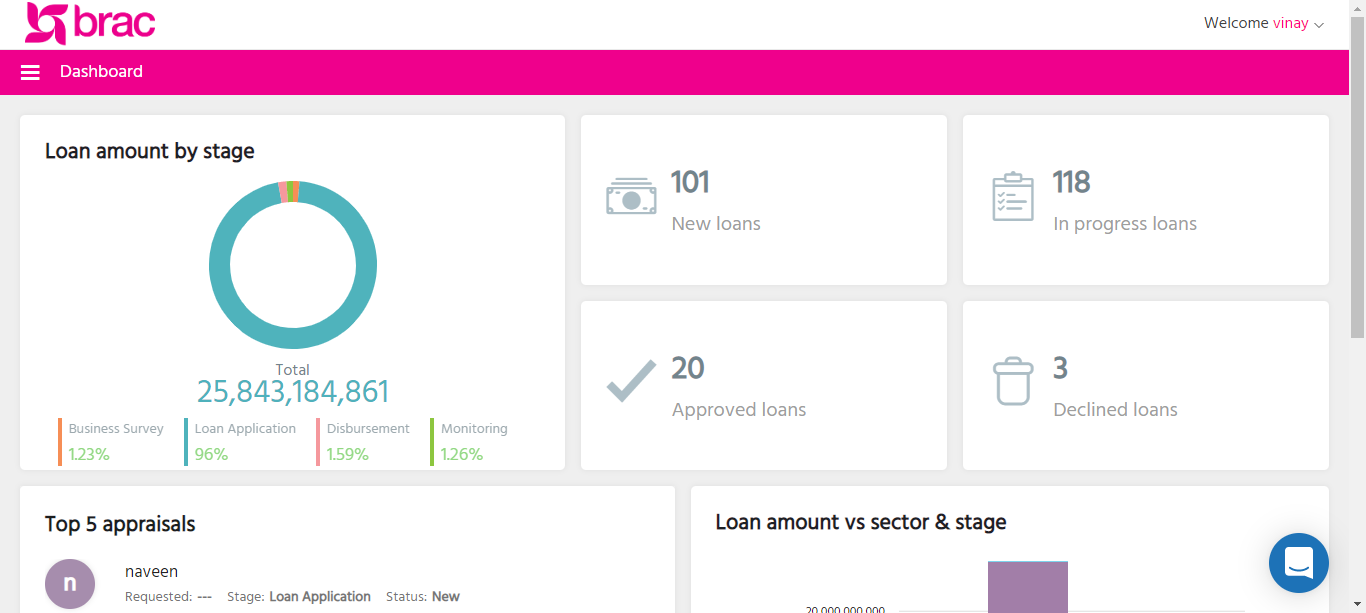 brac
Welcome vinay
Dashboard
Loan amount by stage
Total
25,843,184,861
Business Survey
1.23%
Loan Application
96%
Disbursement
1.59%
Monitoring
1.26%
101
New loans
118
In progress loans
20
Approved loans
3
Declined loans
Top 5 appraisals
n
naveen
Requested: --- Stage: Loan Application Status: New
Loan amount vs sector & stage
20,000,000,000